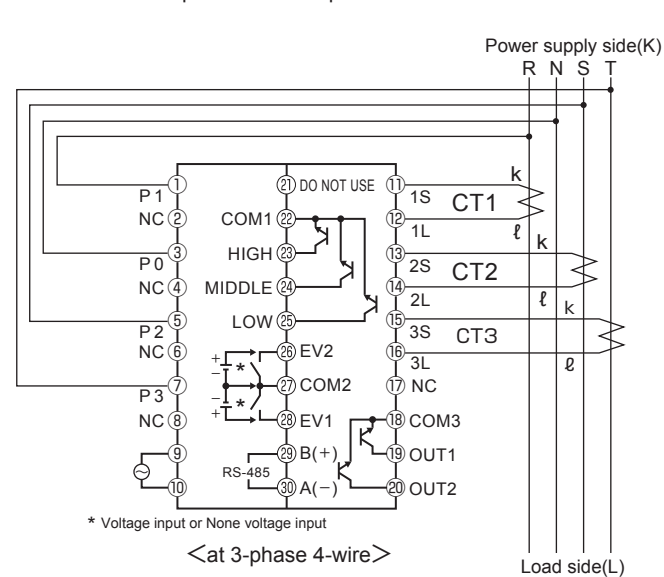 Power supply side(K)
R N S T
① P1
NC ②
③ P0
NC ④
⑤ P2
NC ⑥
⑦ P3
NC ⑧
⑨
⑩
㉑ DO NOT USE
COM1 ㉒
HIGH ㉓
MIDDLE ㉔
LOW ㉕
+ − * ㉖ EV2
㉗ COM2
− + * ㉘ EV1
㉙ B(+)
RS-485
㉚ A(−)
⑪ 1S
k
CT1
⑫ 1L
ℓ
⑬ 2S
k
CT2
⑭ 2L
ℓ
⑮ 3S
k
CT3
⑯ 3L
ℓ
⑰ NC
⑱ COM3
⑲ OUT1
⑳ OUT2
* Voltage input or None voltage input
<at 3-phase 4-wire>
Load side(L)